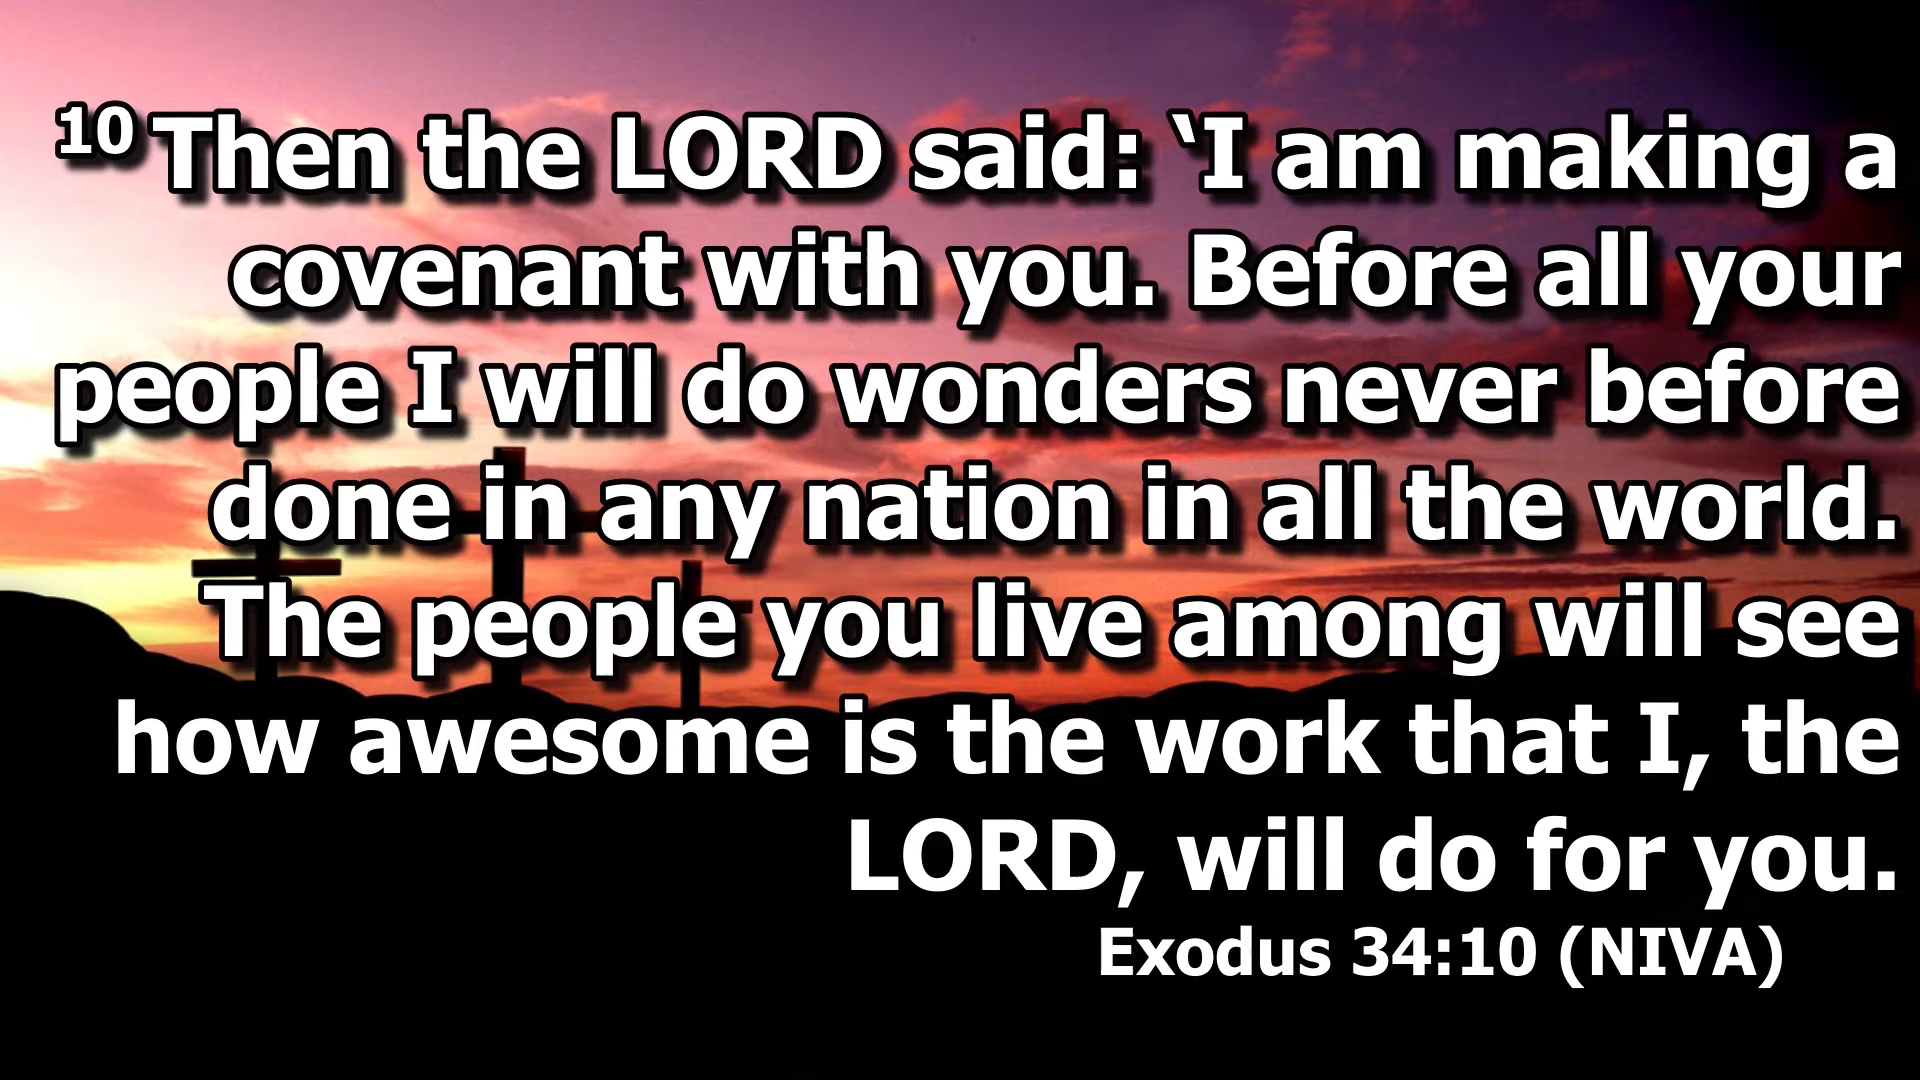 10 Then the LORD said: ‘I am making a
covenant with you. Before all your
people I will do wonders never before
done in any nation in all the world.
The people you live among will see
how awesome is the work that I, the
LORD, will do for you.
Exodus 34:10 (NIVA)